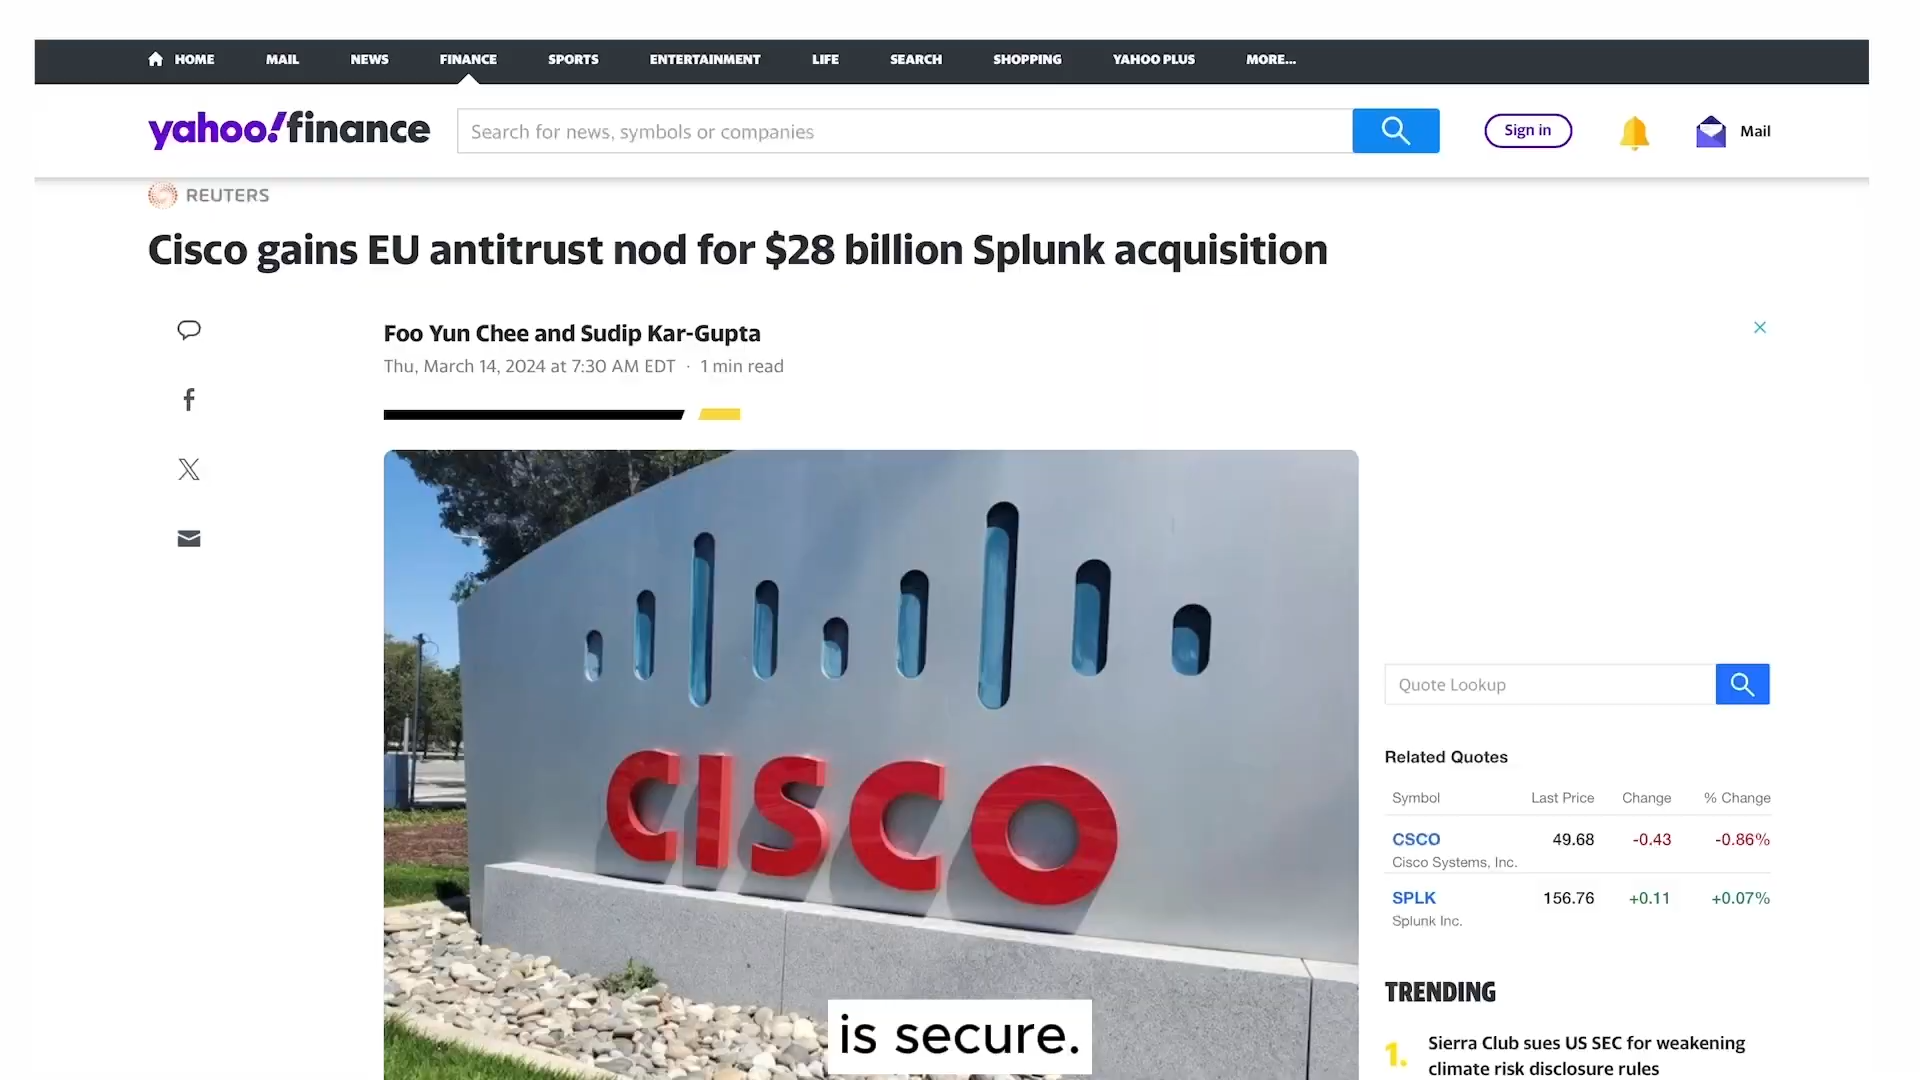 HOME MAIL NEWS FINANCE SPORTS ENTERTAINMENT LIFE SEARCH SHOPPING YAHOO PLUS MORE...
yahoo!finance
Search for news, symbols or companies
Sign in
Mail
REUTERS
Cisco gains EU antitrust nod for $28 billion Splunk acquisition
Foo Yun Chee and Sudip Kar-Gupta
Thu, March 14, 2024 at 7:30 AM EDT · 1 min read
CISCO
Quote Lookup
Related Quotes
Symbol Last Price Change % Change
CSCO 49.68 -0.43 -0.86%
Cisco Systems, Inc.
SPLK 156.76 +0.11 +0.07%
Splunk Inc.
TRENDING
1. Sierra Club sues US SEC for weakening
climate risk disclosure rules
is secure.